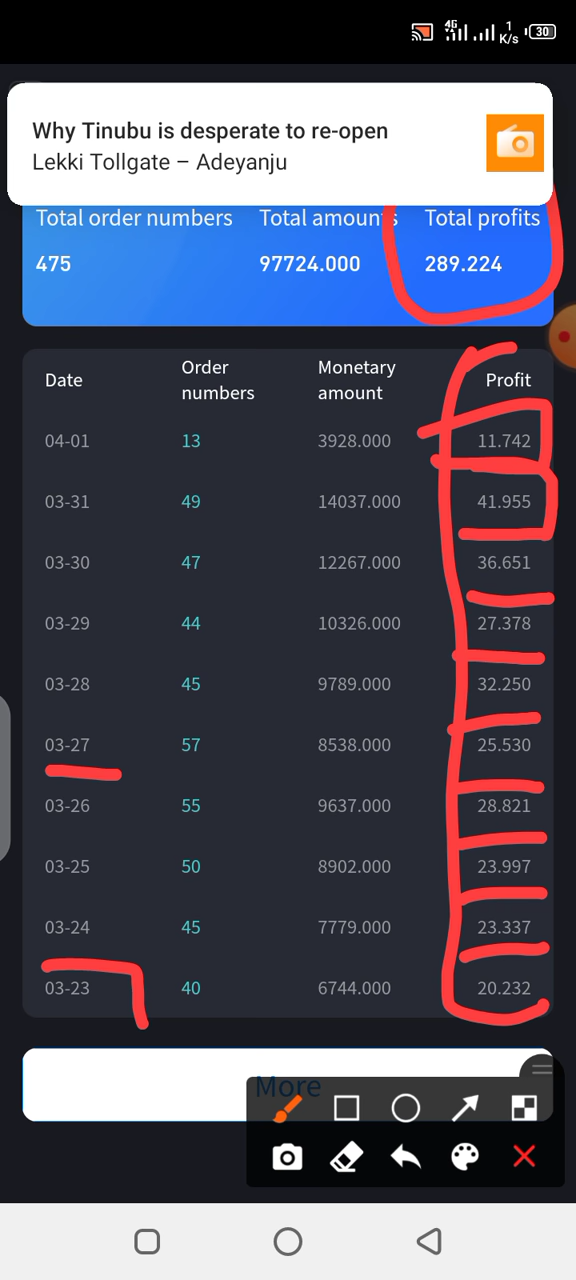 4G 1 K/s 30
Why Tinubu is desperate to re-open
Lekki Tollgate – Adeyanju
Total order numbers Total amounts Total profits
475 97724.000 289.224
Date Order numbers Monetary amount Profit
04-01 13 3928.000 11.742
03-31 49 14037.000 41.955
03-30 47 12267.000 36.651
03-29 44 10326.000 27.378
03-28 45 9789.000 32.250
03-27 57 8538.000 25.530
03-26 55 9637.000 28.821
03-25 50 8902.000 23.997
03-24 45 7779.000 23.337
03-23 40 6744.000 20.232
More